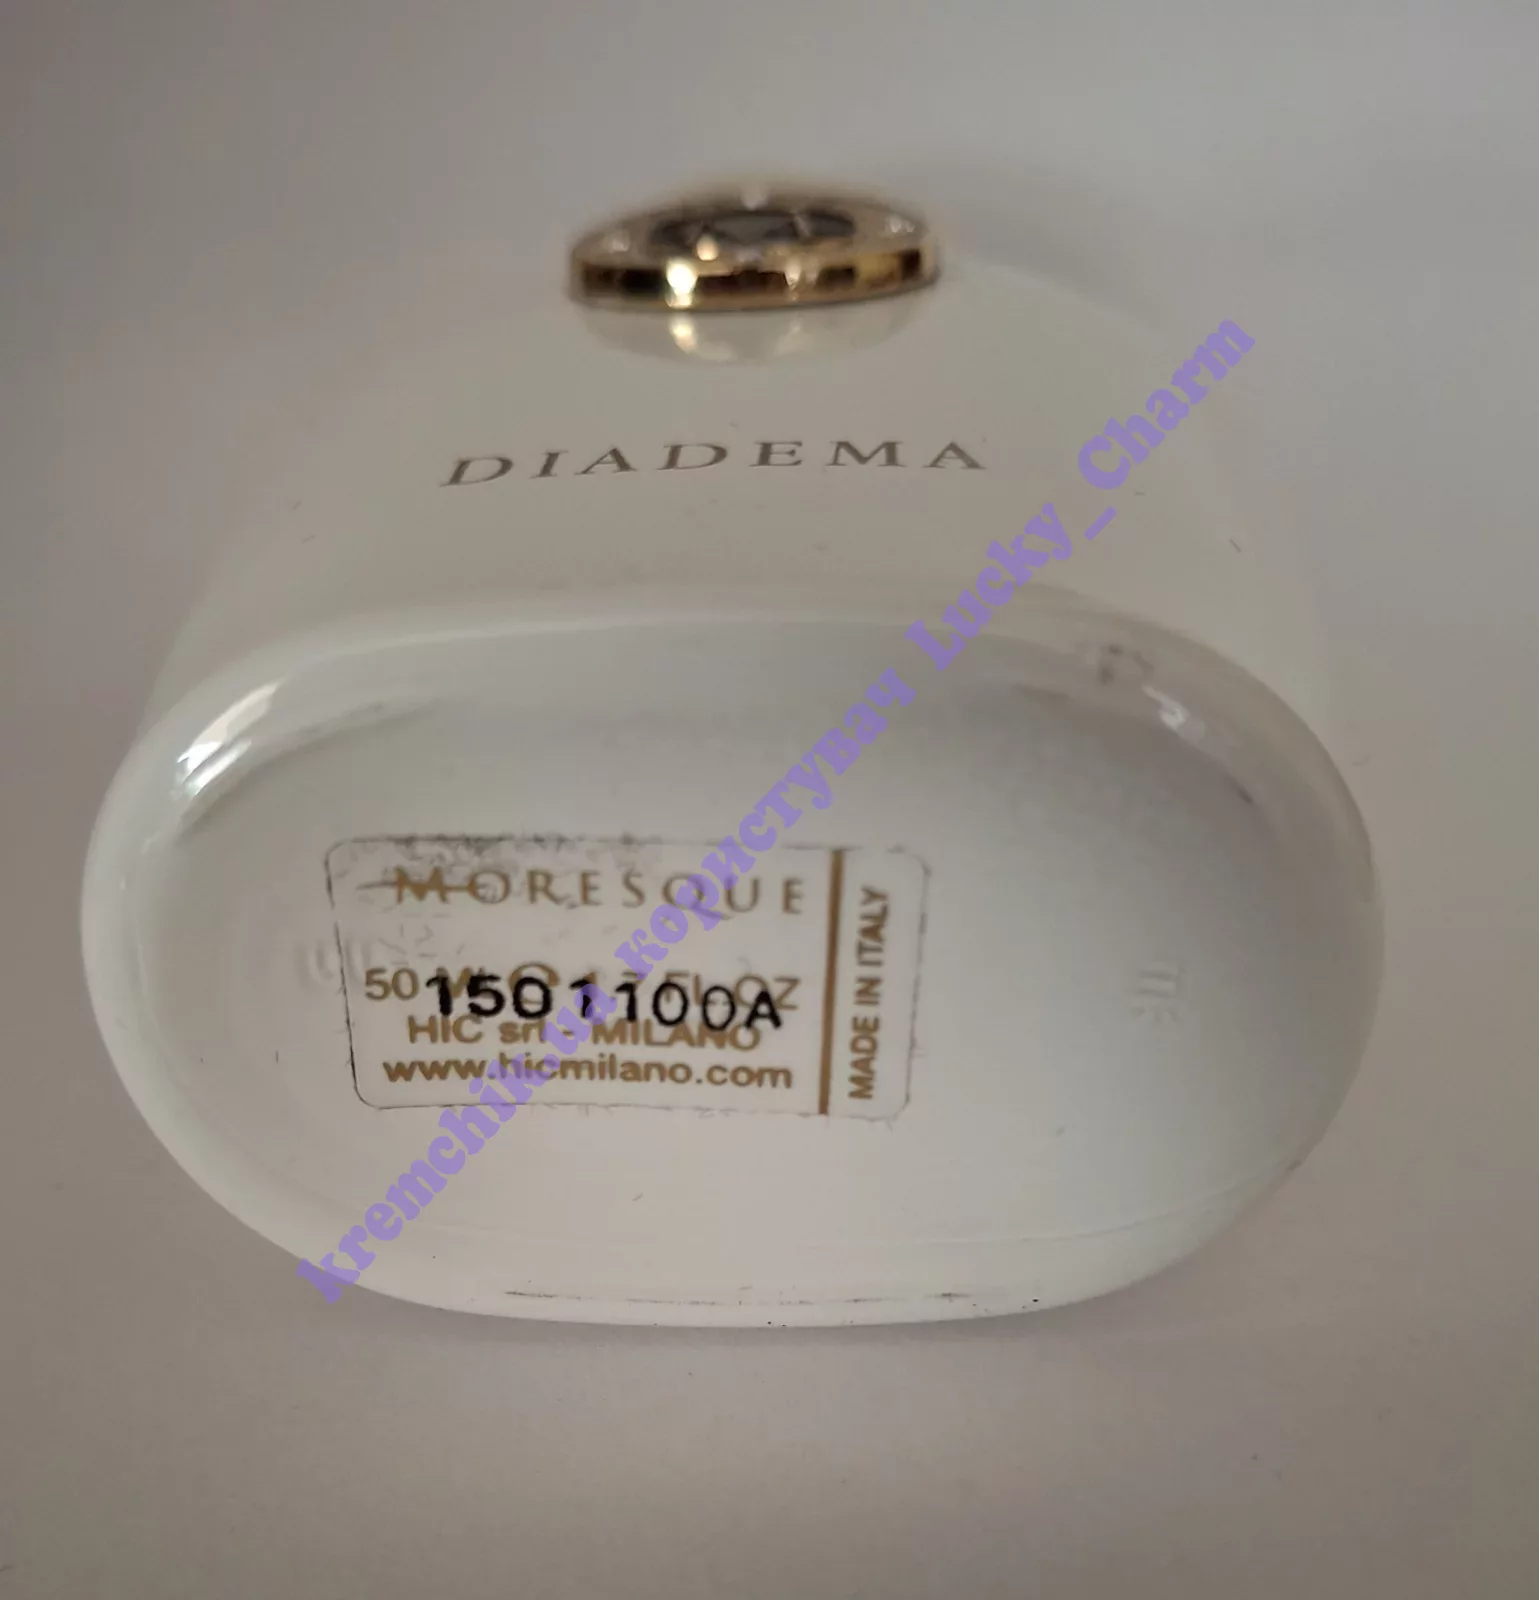 DIADEMA
MORESQUE
50 ML ℮ 1.7 FL.OZ
1501100A
HIC srl - MILANO
www.hicmilano.com
MADE IN ITALY
kremchik.ua користувач Lucky_Charm